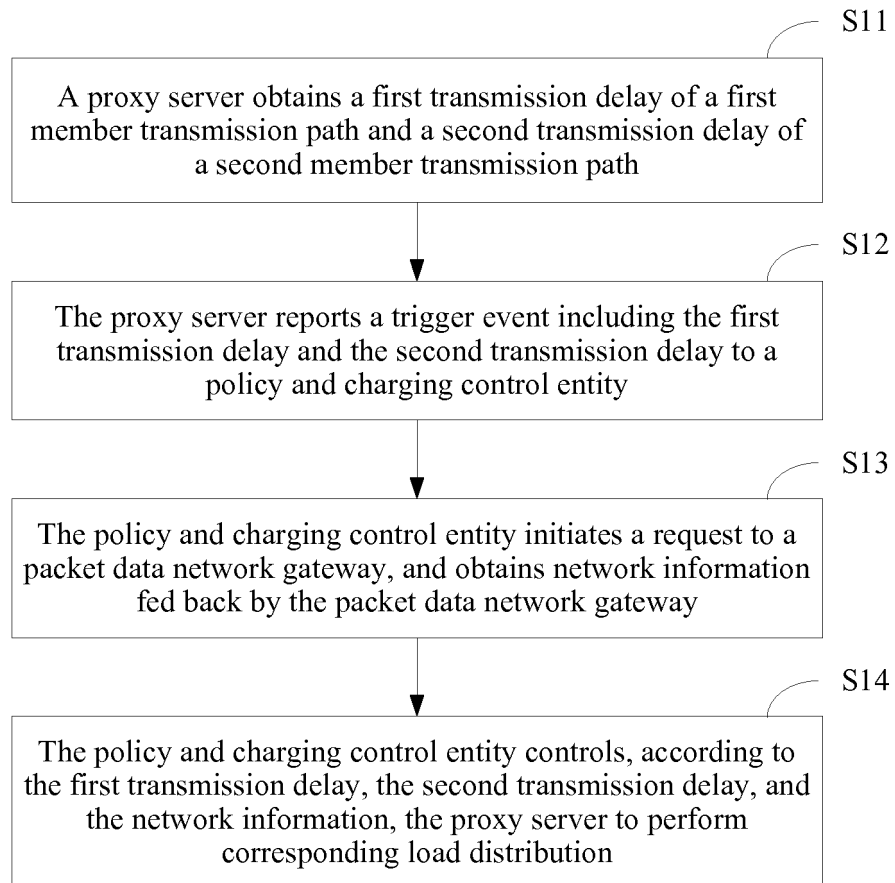 S11
A proxy server obtains a first transmission delay of a first
member transmission path and a second transmission delay of
a second member transmission path
S12
The proxy server reports a trigger event including the first
transmission delay and the second transmission delay to a
policy and charging control entity
S13
The policy and charging control entity initiates a request to a
packet data network gateway, and obtains network information
fed back by the packet data network gateway
S14
The policy and charging control entity controls, according to
the first transmission delay, the second transmission delay, and
the network information, the proxy server to perform
corresponding load distribution